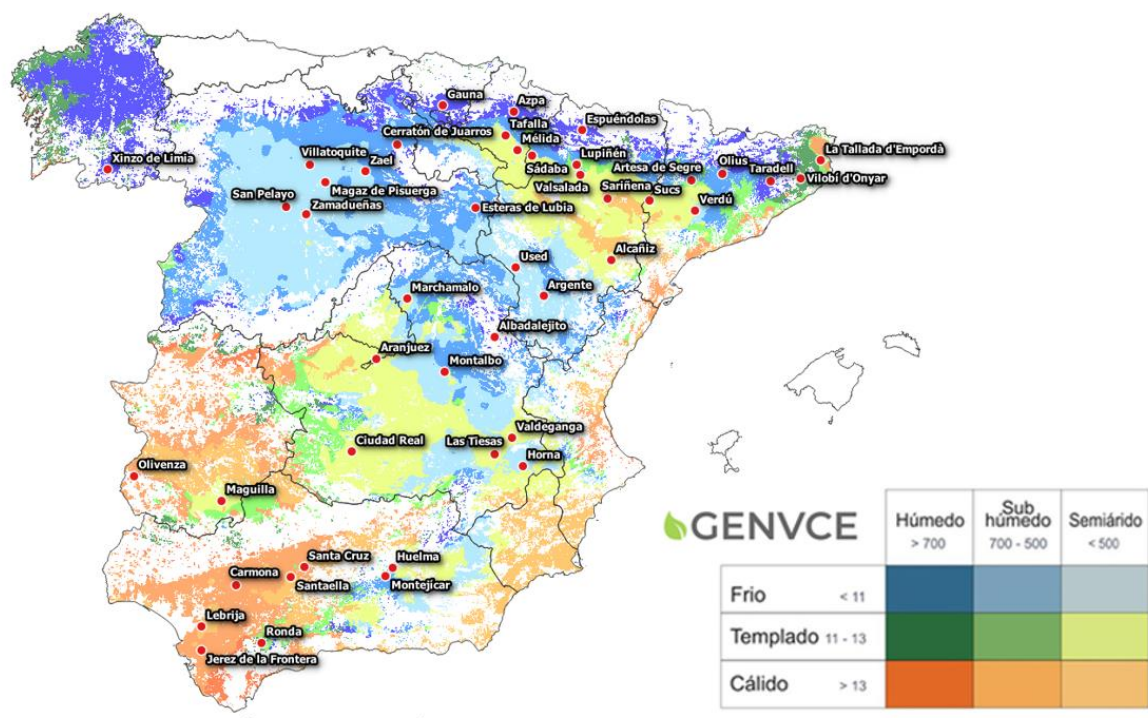 Gauna
Azpa
Tafalla
Espuéndolas
Cerratón de Juarros
Mélida
La Tallada d'Empordà
Xinzo de Limia
Villatoquite
Zael
Lupiñén
Artesa de Segre
Olius
Taradell
Sádaba
Vilobí d'Onyar
Magaz de Pisuerga
Valsalada
Sariñena
Sucs
San Pelayo
Zamadueñas
Esteras de Lubia
Verdú
Used
Alcañiz
Marchamalo
Argente
Albadalejito
Aranjuez
Montalbo
Valdeganga
Ciudad Real
Las Tiesas
Horna
Olivenza
Maguilla
Santa Cruz
Huelma
Carmona
Santaella
Montejícar
Lebrija
Ronda
Jerez de la Frontera
GENVCE
Húmedo
> 700
Sub
húmedo
700 - 500
Semiárido
< 500
Frio < 11
Templado 11 - 13
Cálido > 13